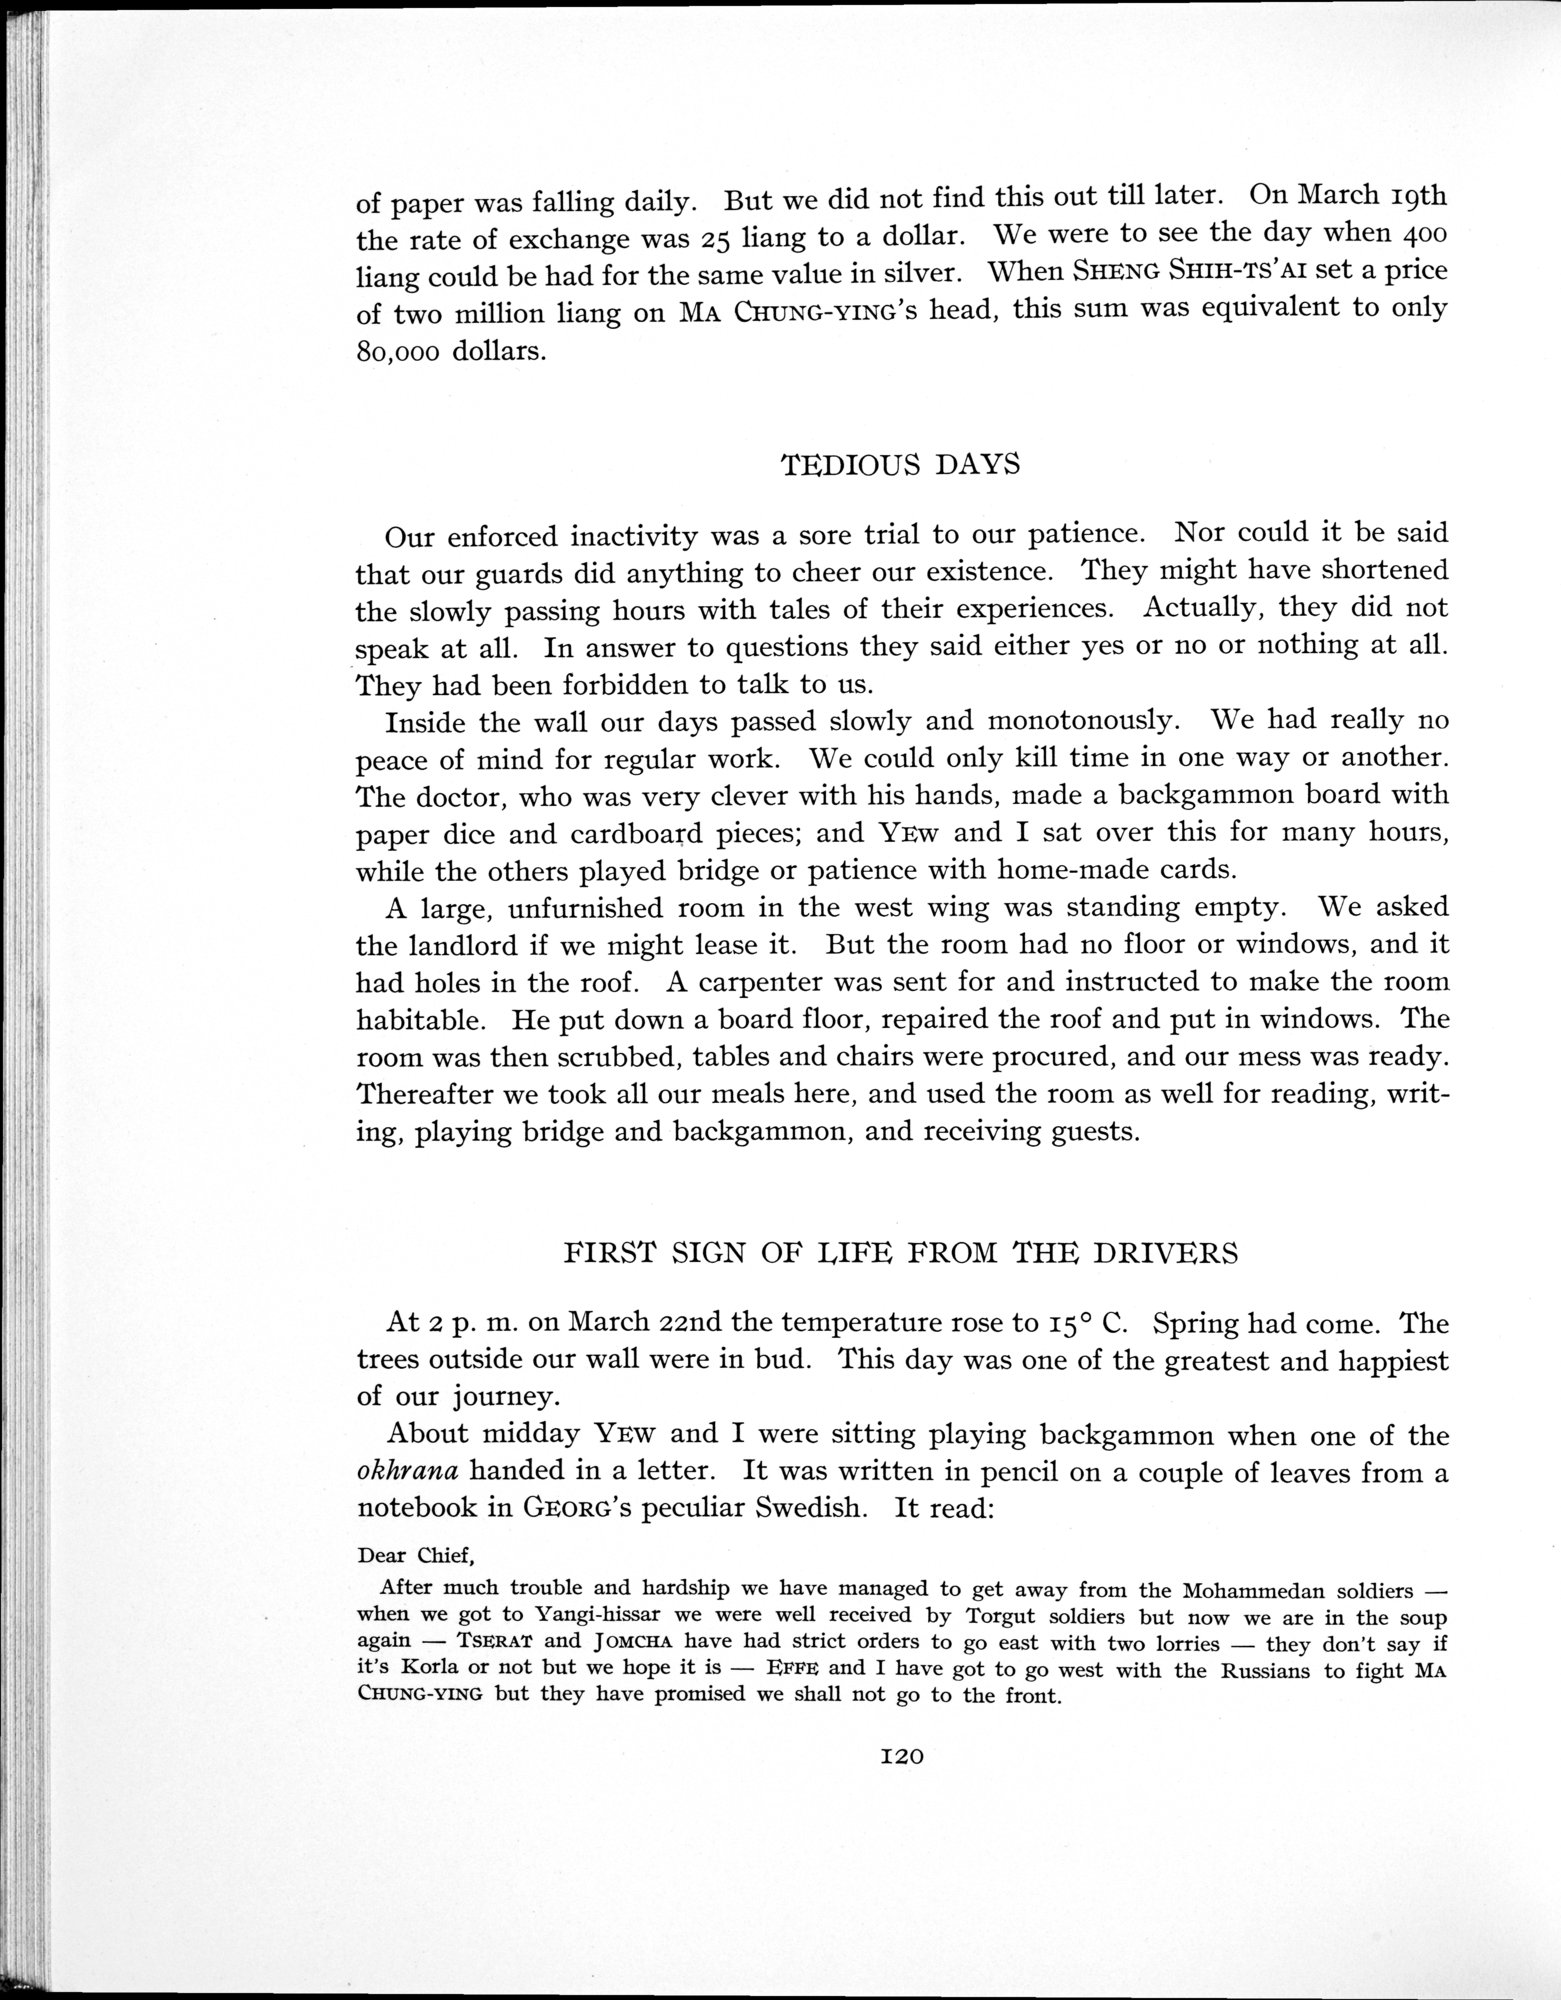 of paper was falling daily. But we did not find this out till later. On March 19th
the rate of exchange was 25 liang to a dollar. We were to see the day when 400
liang could be had for the same value in silver. When SHENG SHIH-TS'AI set a price
of two million liang on MA CHUNG-YING's head, this sum was equivalent to only
80,000 dollars.
TEDIOUS DAYS
Our enforced inactivity was a sore trial to our patience. Nor could it be said
that our guards did anything to cheer our existence. They might have shortened
the slowly passing hours with tales of their experiences. Actually, they did not
speak at all. In answer to questions they said either yes or no or nothing at all.
They had been forbidden to talk to us.
Inside the wall our days passed slowly and monotonously. We had really no
peace of mind for regular work. We could only kill time in one way or another.
The doctor, who was very clever with his hands, made a backgammon board with
paper dice and cardboard pieces; and YEW and I sat over this for many hours,
while the others played bridge or patience with home-made cards.
A large, unfurnished room in the west wing was standing empty. We asked
the landlord if we might lease it. But the room had no floor or windows, and it
had holes in the roof. A carpenter was sent for and instructed to make the room
habitable. He put down a board floor, repaired the roof and put in windows. The
room was then scrubbed, tables and chairs were procured, and our mess was ready.
Thereafter we took all our meals here, and used the room as well for reading, writ-
ing, playing bridge and backgammon, and receiving guests.
FIRST SIGN OF LIFE FROM THE DRIVERS
At 2 p. m. on March 22nd the temperature rose to 15° C. Spring had come. The
trees outside our wall were in bud. This day was one of the greatest and happiest
of our journey.
About midday YEW and I were sitting playing backgammon when one of the
okhrana handed in a letter. It was written in pencil on a couple of leaves from a
notebook in GEORG's peculiar Swedish. It read:
Dear Chief,
After much trouble and hardship we have managed to get away from the Mohammedan soldiers —
when we got to Yangi-hissar we were well received by Torgut soldiers but now we are in the soup
again — TSERAT and JOMCHA have had strict orders to go east with two lorries — they don't say if
it's Korla or not but we hope it is — EFFE and I have got to go west with the Russians to fight MA
CHUNG-YING but they have promised we shall not go to the front.
120